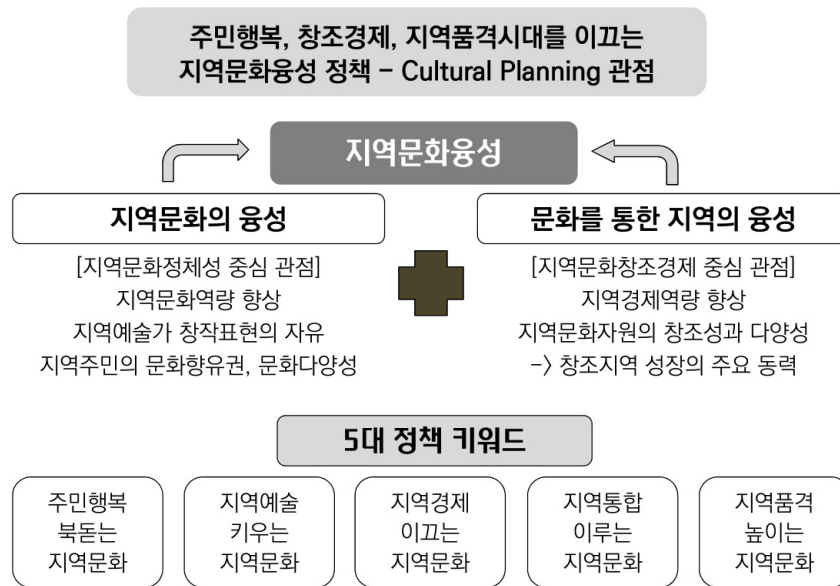 주민행복, 창조경제, 지역품격시대를 이끄는
지역문화융성 정책 – Cultural Planning 관점
지역문화융성
지역문화의 융성
[지역문화정체성 중심 관점]
지역문화역량 향상
지역예술가 창작표현의 자유
지역주민의 문화향유권, 문화다양성
문화를 통한 지역의 융성
[지역문화창조경제 중심 관점]
지역경제역량 향상
지역문화자원의 창조성과 다양성
-> 창조지역 성장의 주요 동력
5대 정책 키워드
주민행복
북돋는
지역문화
지역예술
키우는
지역문화
지역경제
이끄는
지역문화
지역통합
이루는
지역문화
지역품격
높이는
지역문화